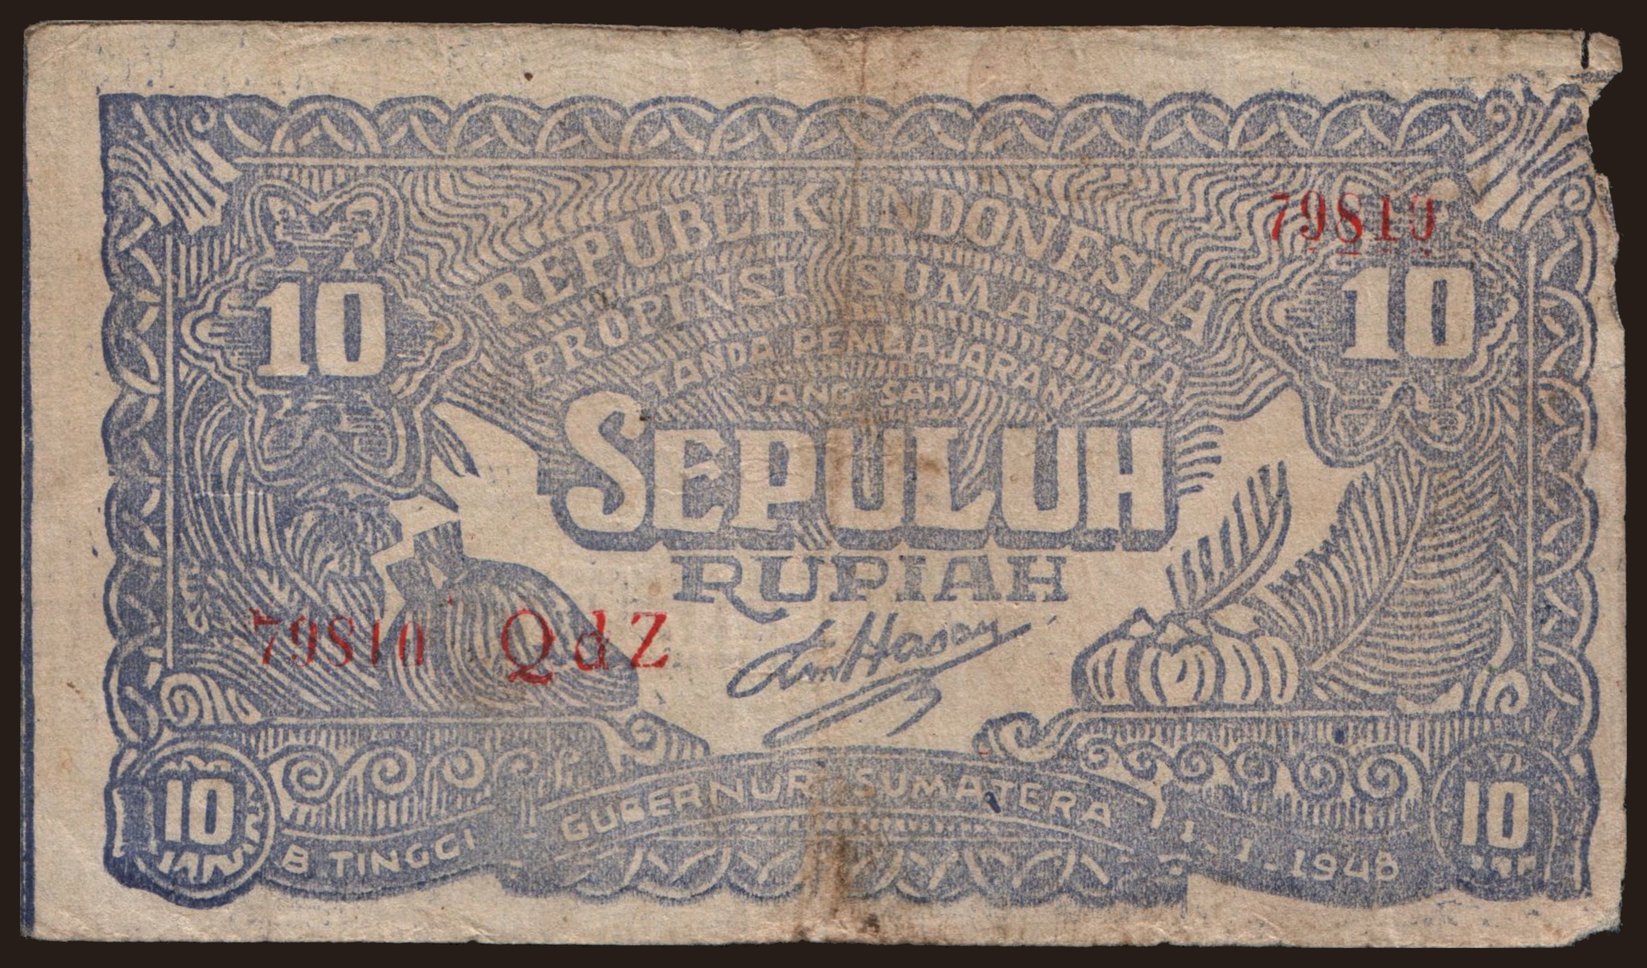 REPUBLIK INDONESIA
79810
10
10
PROPINSI SUMATERA
TANDA PEMBAJARAN
JANG SAH
SEPULUH
RUPIAH
79810 QdZ
10
GUBERNUR SUMATERA
10
B. TINGGI
1 - 1 - 1948